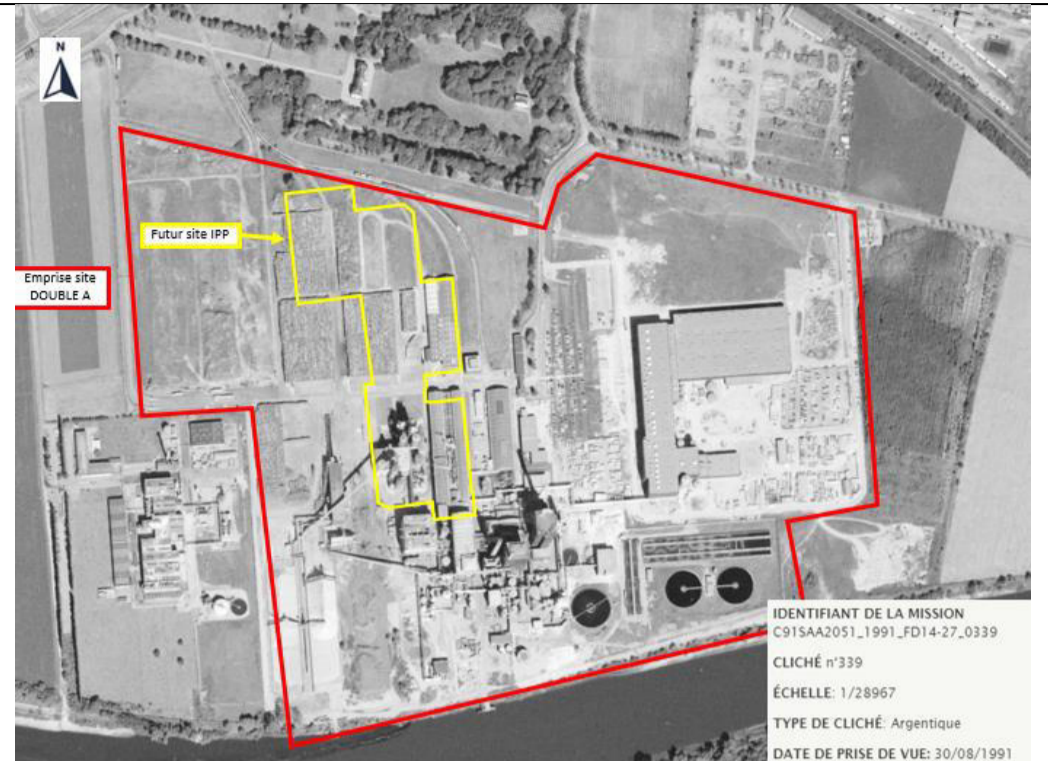 N
Futur site IPP
Emprise site
DOUBLE A
IDENTIFIANT DE LA MISSION
C91SAA2051_1991_FD14-27_0339
CLICHÉ n°339
ÉCHELLE: 1/28967
TYPE DE CLICHÉ: Argentique
DATE DE PRISE DE VUE: 30/08/1991